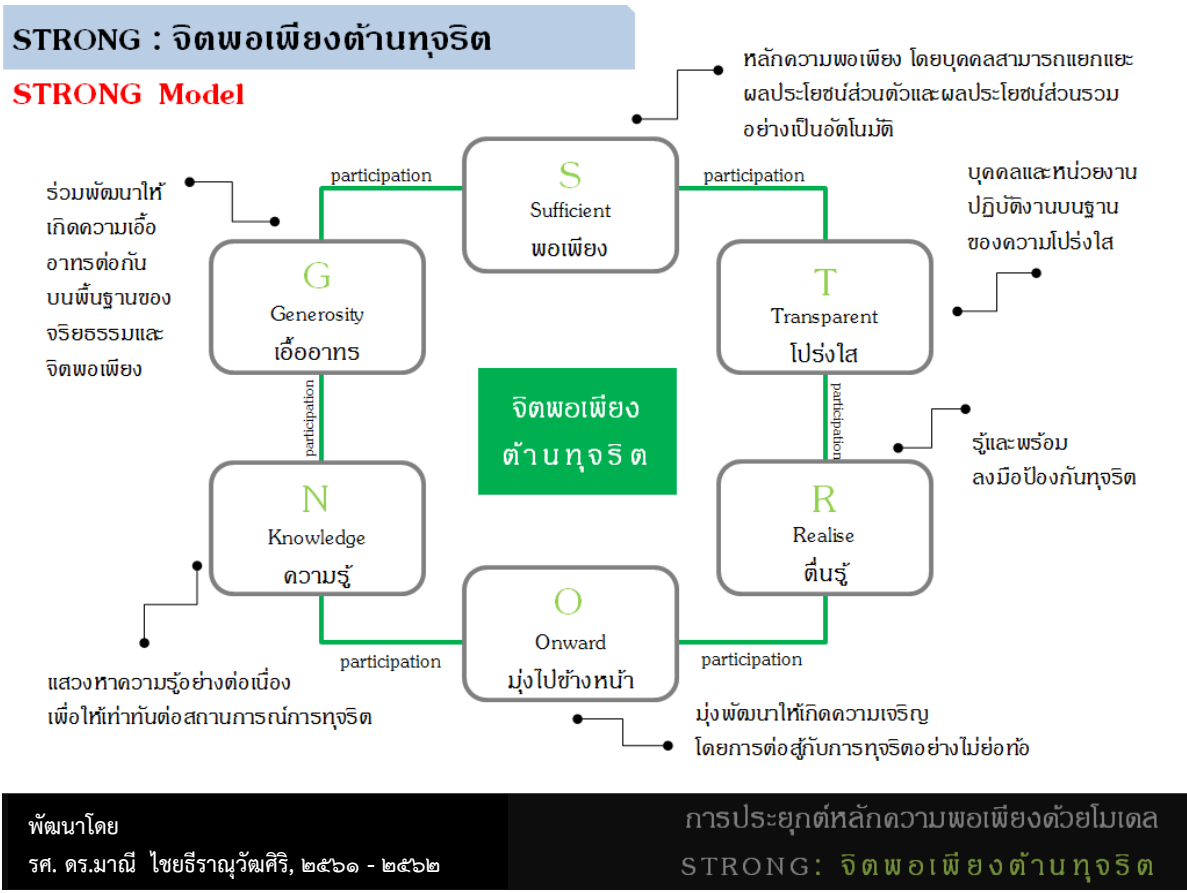 STRONG : จิตพอเพียงต้านทุจริต
STRONG Model
หลักความพอเพียง โดยบุคคลสามารถแยกแยะ
ผลประโยชน์ส่วนตัวและผลประโยชน์ส่วนรวม
อย่างเป็นอัตโนมัติ
participation
S
Sufficient
พอเพียง
participation
บุคคลและหน่วยงาน
ปฏิบัติงานบนฐาน
ของความโปร่งใส
ร่วมพัฒนาให้
เกิดความเอื้อ
อาทรต่อกัน
บนพื้นฐานของ
จริยธรรมและ
จิตพอเพียง
G
Generosity
เอื้ออาทร
T
Transparent
โปร่งใส
participation
จิตพอเพียง
ต้านทุจริต
participation
รู้และพร้อม
ลงมือป้องกันทุจริต
N
Knowledge
ความรู้
R
Realise
ตื่นรู้
O
Onward
มุ่งไปข้างหน้า
participation
participation
แสวงหาความรู้อย่างต่อเนื่อง
เพื่อให้เท่าทันต่อสถานการณ์การทุจริต
มุ่งพัฒนาให้เกิดความเจริญ
โดยการต่อสู้กับการทุจริตอย่างไม่ย่อท้อ
พัฒนาโดย
รศ. ดร.มาณี ไชยธีราณุวัฒศิริ, ๒๕๖๑ - ๒๕๖๒
การประยุกต์หลักความพอเพียงด้วยโมเดล
STRONG: จิตพอเพียงต้านทุจริต